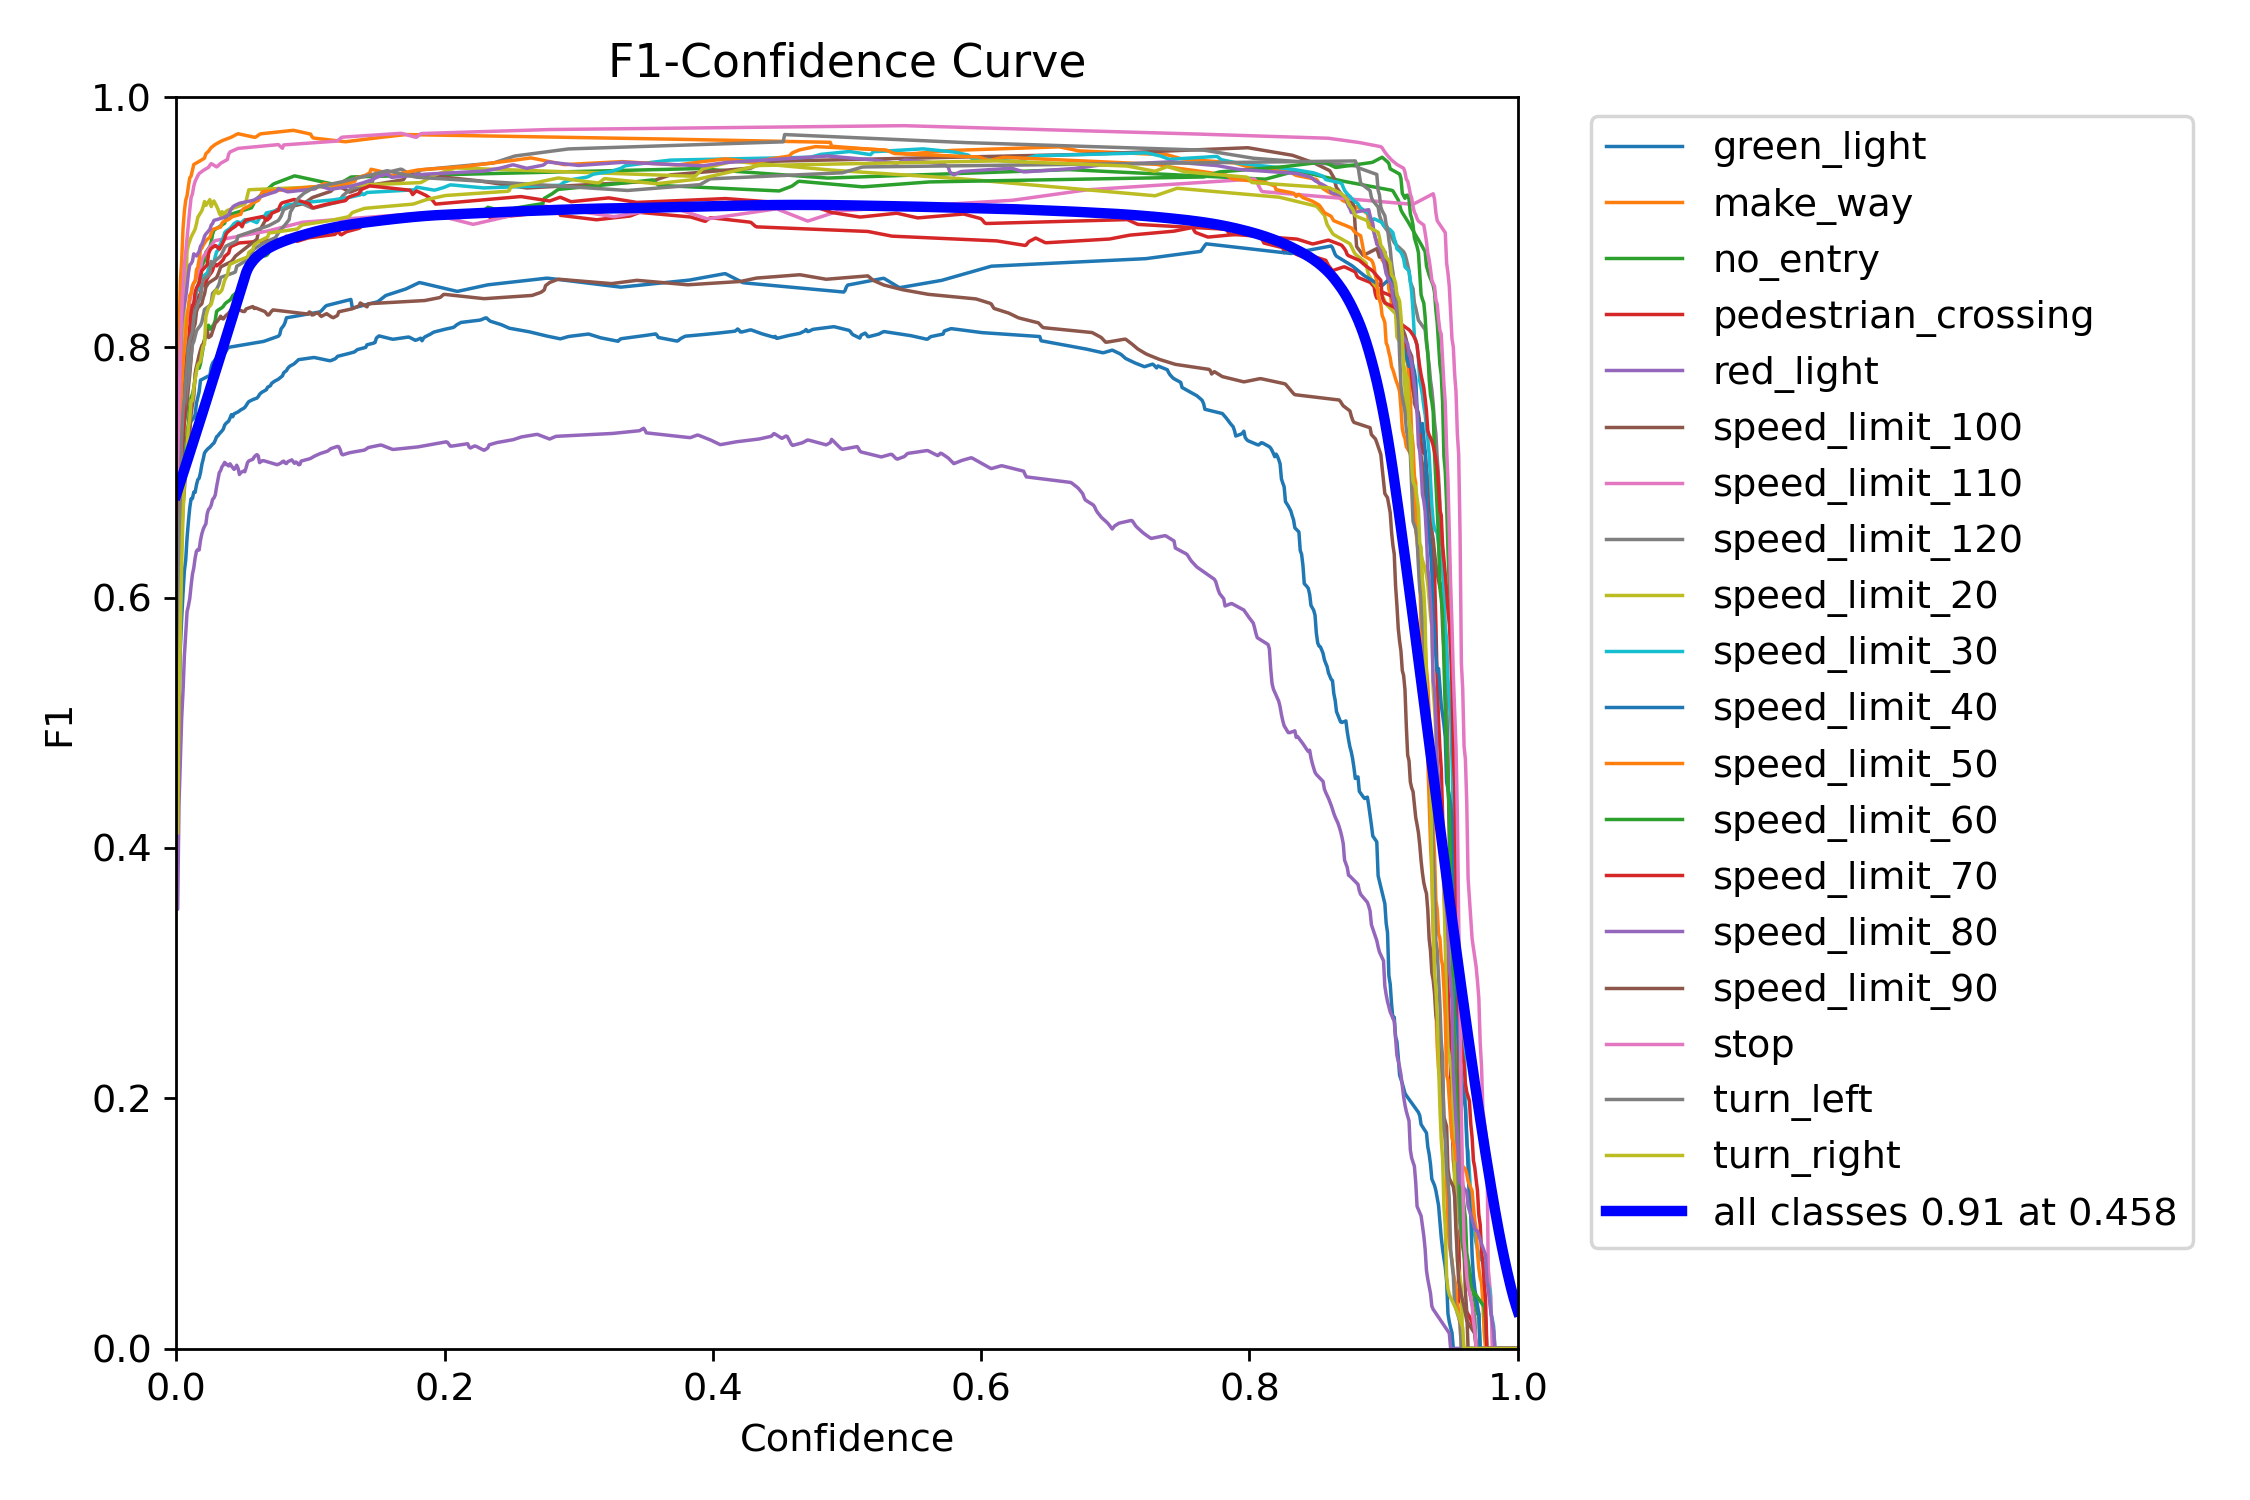 F1-Confidence Curve
1.0
0.8
0.6
0.4
0.2
0.0
F1
0.0 0.2 0.4 0.6 0.8 1.0
Confidence
green_light
make_way
no_entry
pedestrian_crossing
red_light
speed_limit_100
speed_limit_110
speed_limit_120
speed_limit_20
speed_limit_30
speed_limit_40
speed_limit_50
speed_limit_60
speed_limit_70
speed_limit_80
speed_limit_90
stop
turn_left
turn_right
all classes 0.91 at 0.458